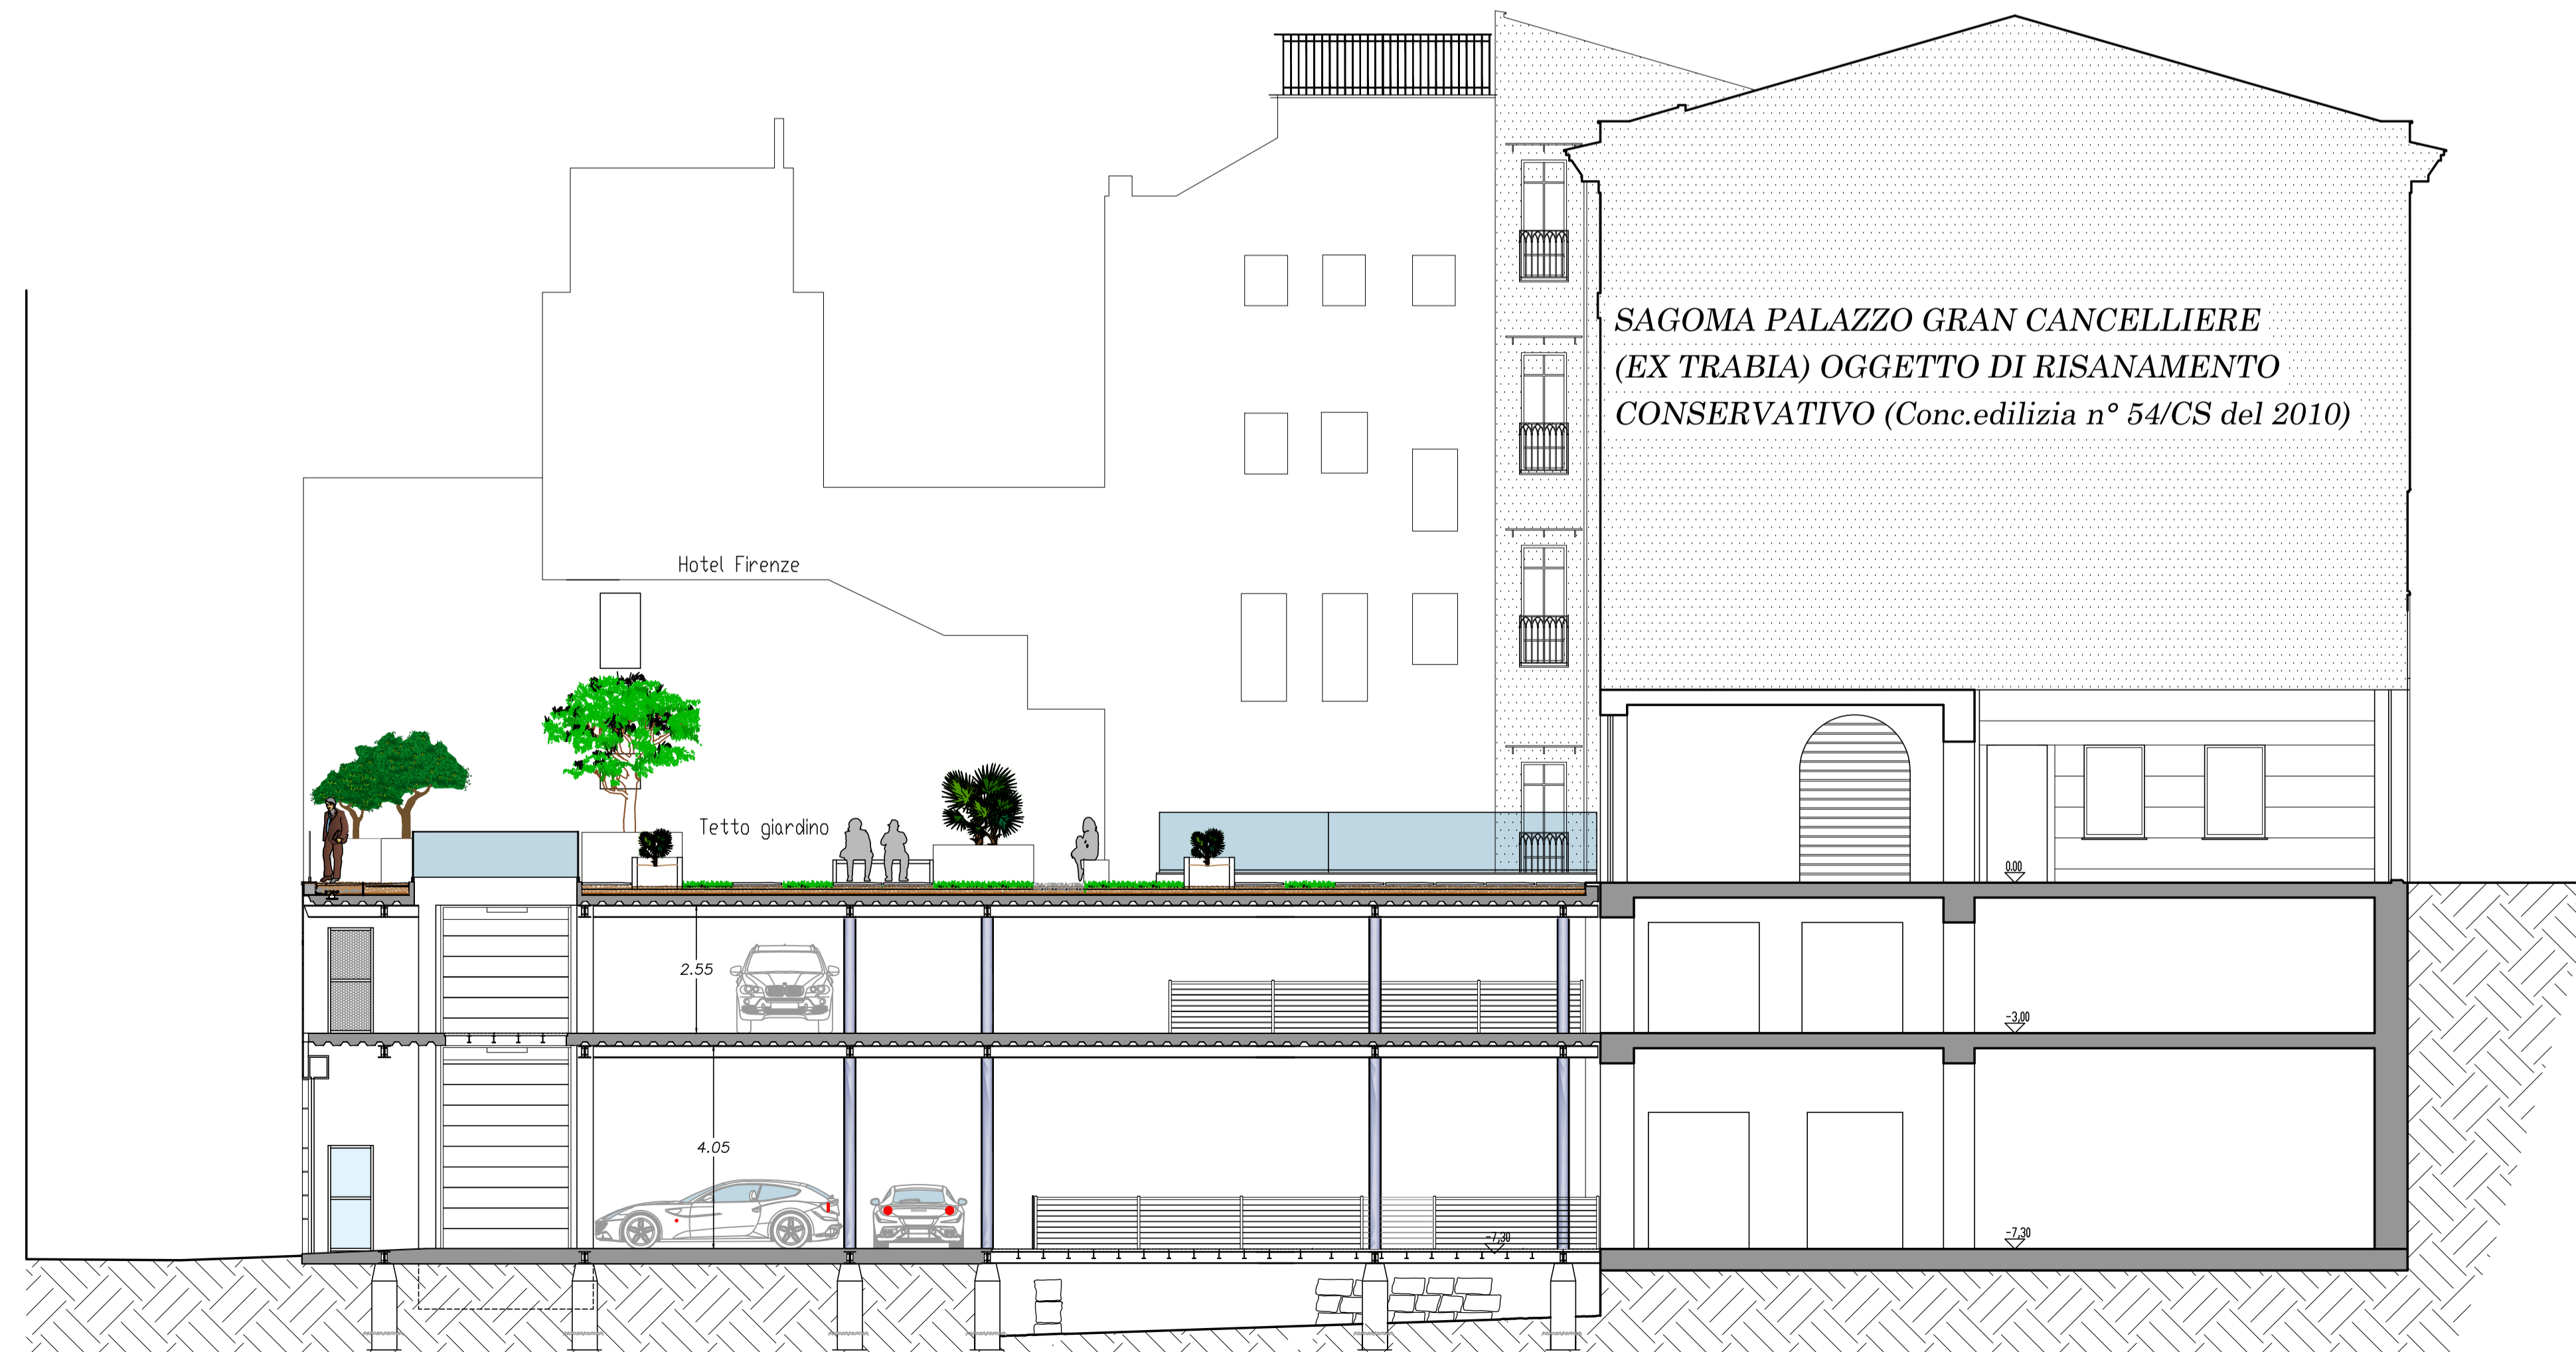 SAGOMA PALAZZO GRAN CANCELLIERE
(EX TRABIA) OGGETTO DI RISANAMENTO
CONSERVATIVO (Conc.edilizia n° 54/CS del 2010)
Hotel Firenze
Tetto giardino
0.00
2.55
-3,00
4.05
-7,30
-7,30